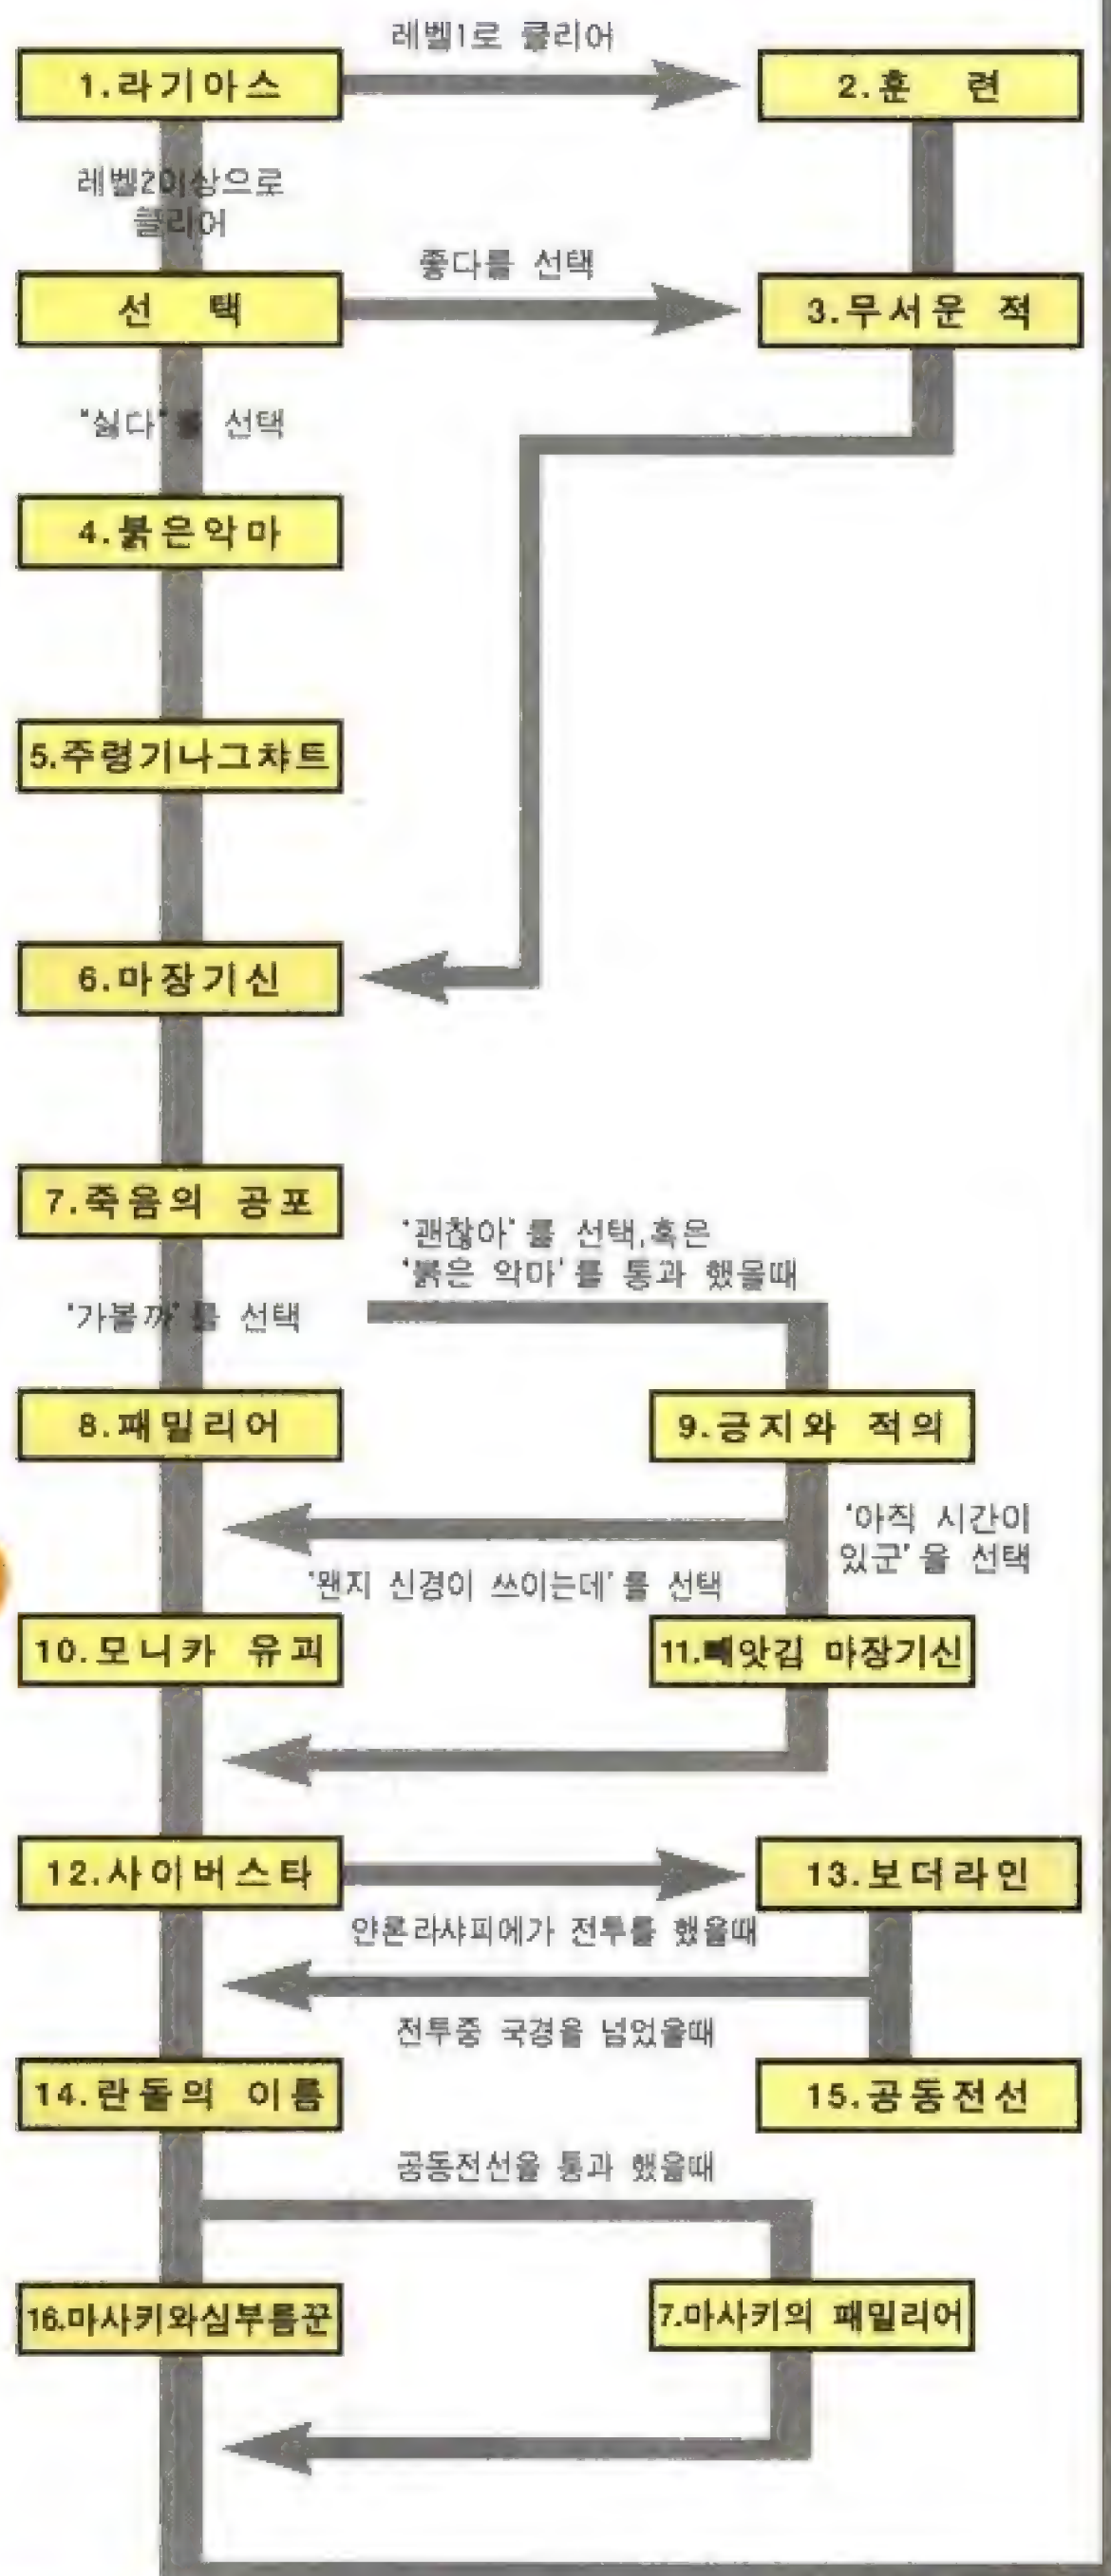 레벨1로 클리어
1.라기아스
2.훈 련
레벨2이상으로
클리어
좋다를 선택
선 택
3.무서운 적
"싫다"를 선택
4.붉은악마
5.주령기나그챠트
6.마장기신
7.죽음의 공포
'괜찮아'를 선택,혹은
'붉은 악마'를 통과 했을때
'가볼까'를 선택
8.패밀리어
9.긍지와 적의
'아직 시간이
있군'을 선택
'왠지 신경이 쓰이는데'를 선택
10.모니카 유괴
11.빼앗김 마장기신
12.사이버스타
13.보더라인
얀론라샤피에가 전투를 했을때
전투중 국경을 넘었을때
14.란돌의 이름
15.공동전선
공동전선을 통과 했을때
16.마사키와심부름꾼
7.마사키의 패밀리어